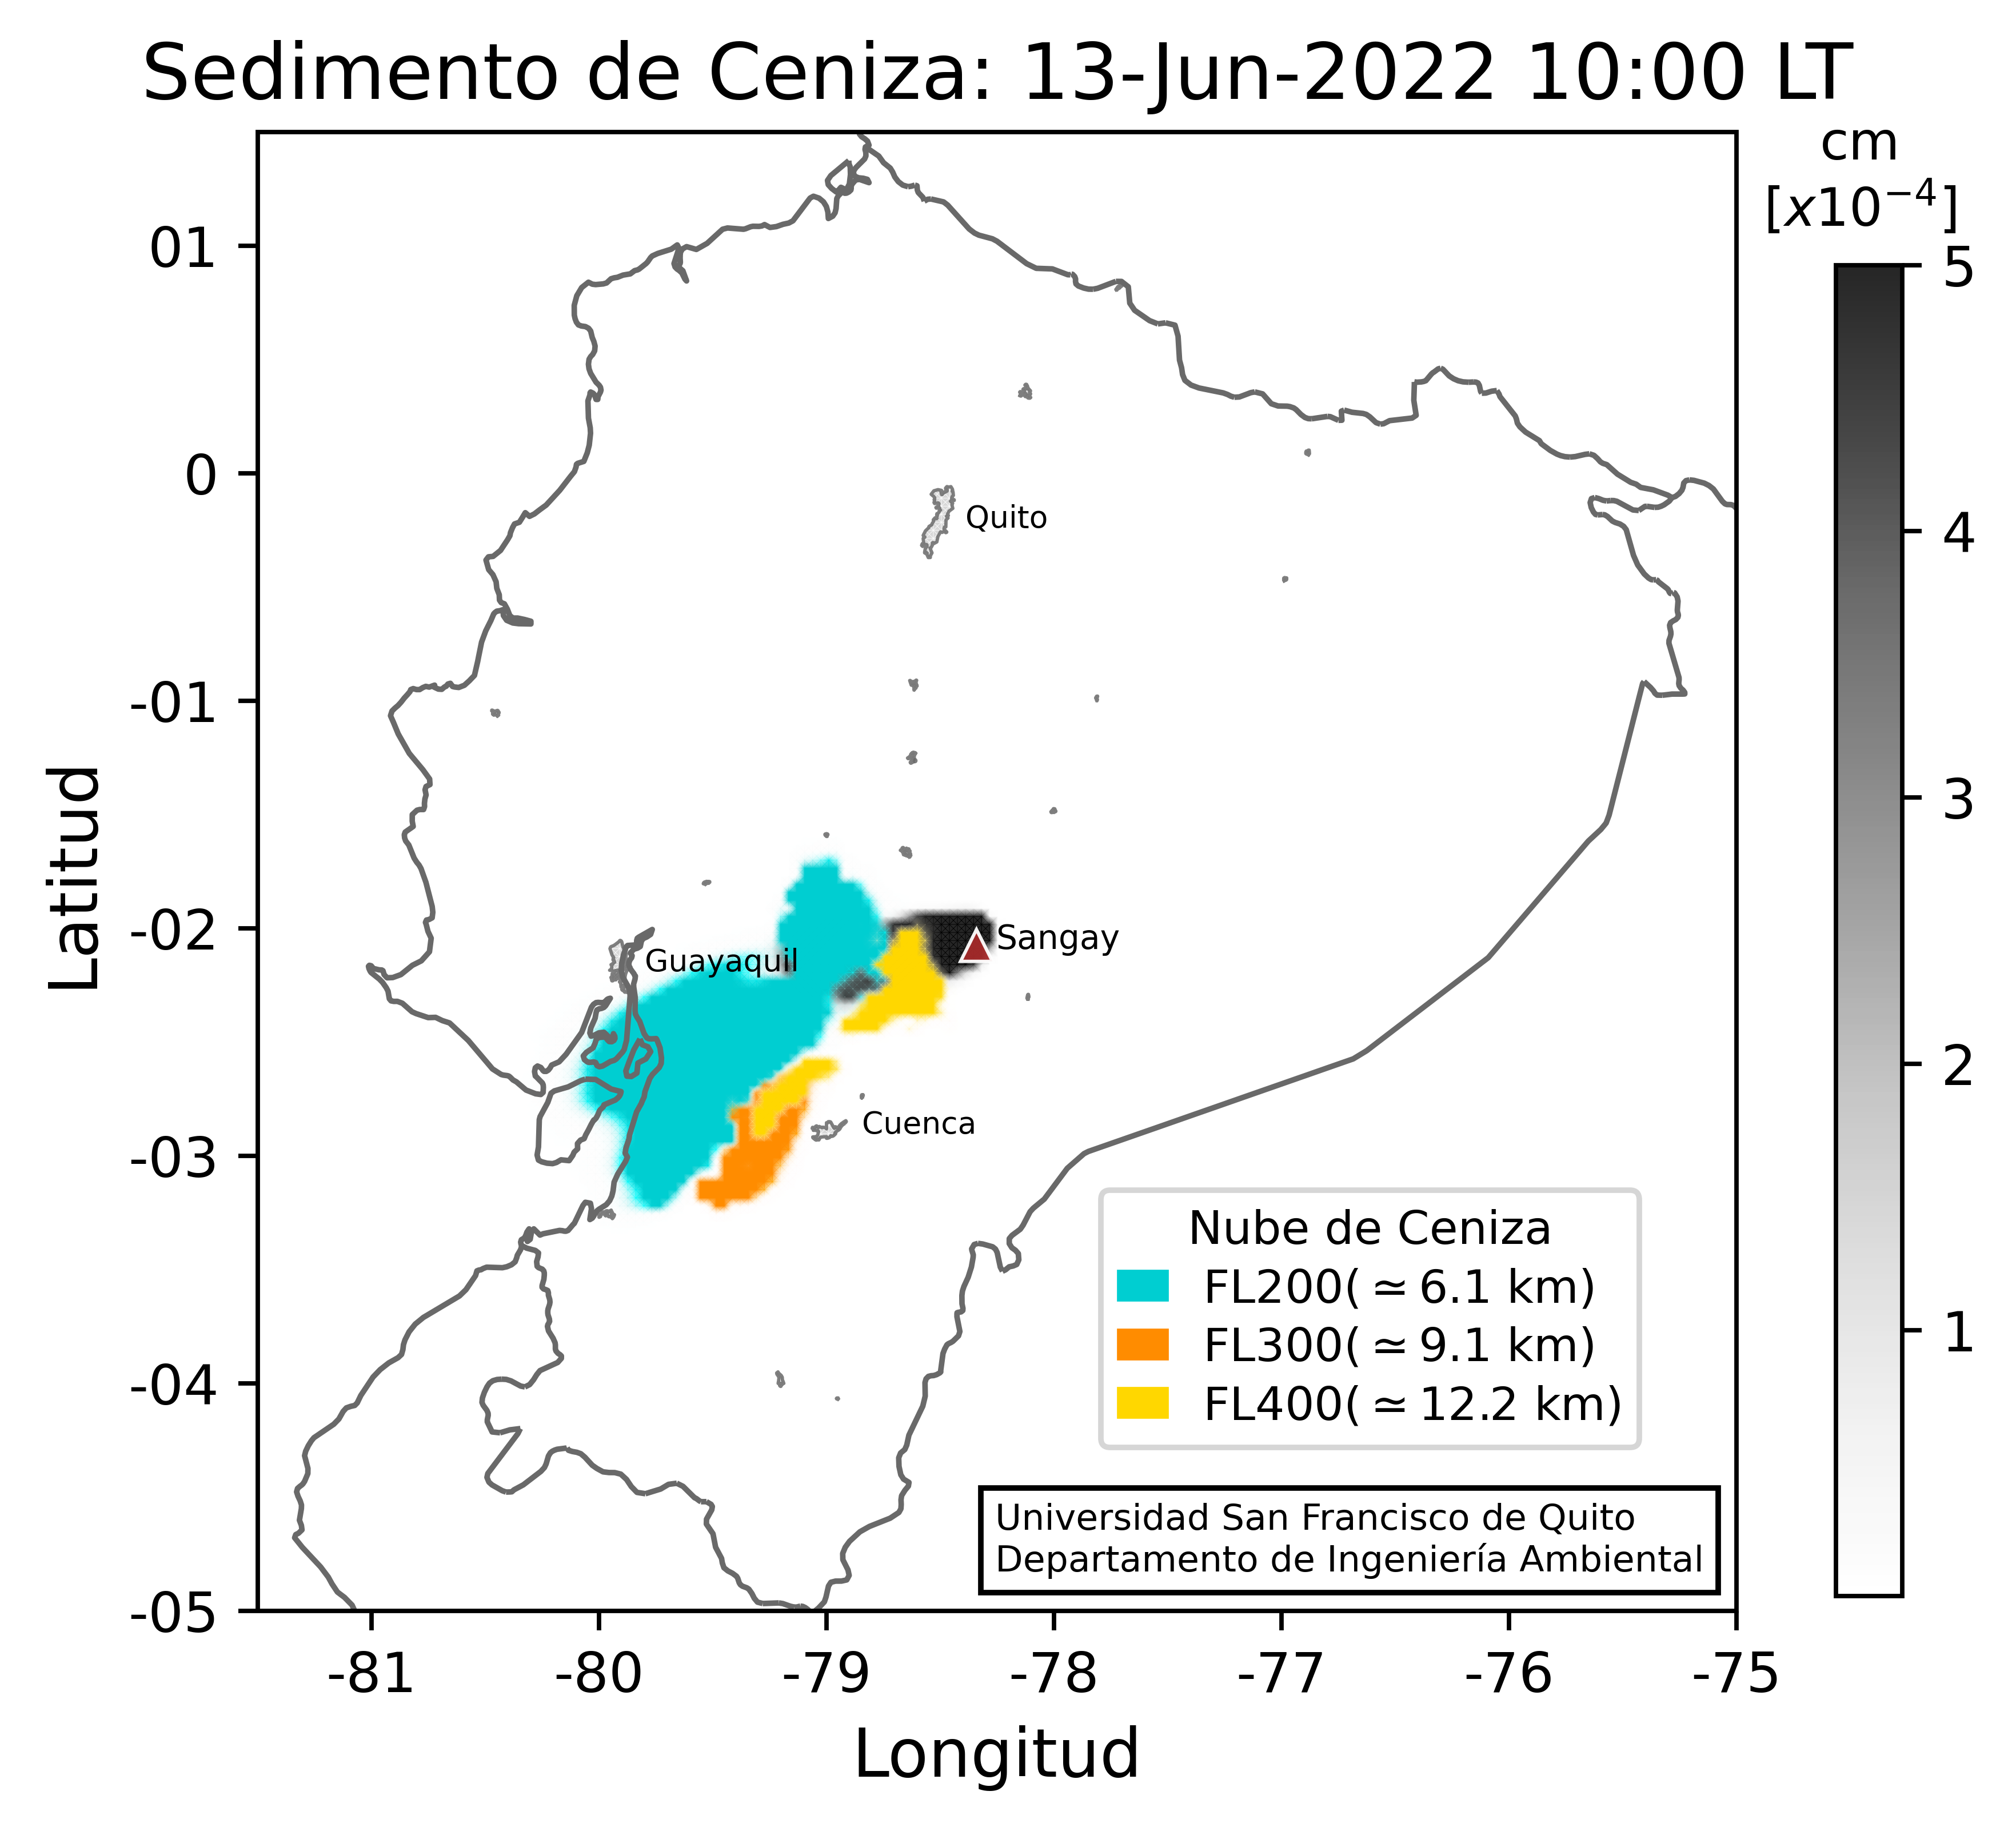 Sedimento de Ceniza: 13-Jun-2022 10:00 LT
cm
[x10⁻⁴]
5
4
3
2
1
Latitud
01
0
-01
-02
-03
-04
-05
Quito
Sangay
Guayaquil
Cuenca
Nube de Ceniza
FL200( ≃ 6.1 km)
FL300( ≃ 9.1 km)
FL400( ≃ 12.2 km)
Universidad San Francisco de Quito
Departamento de Ingeniería Ambiental
-81 -80 -79 -78 -77 -76 -75
Longitud